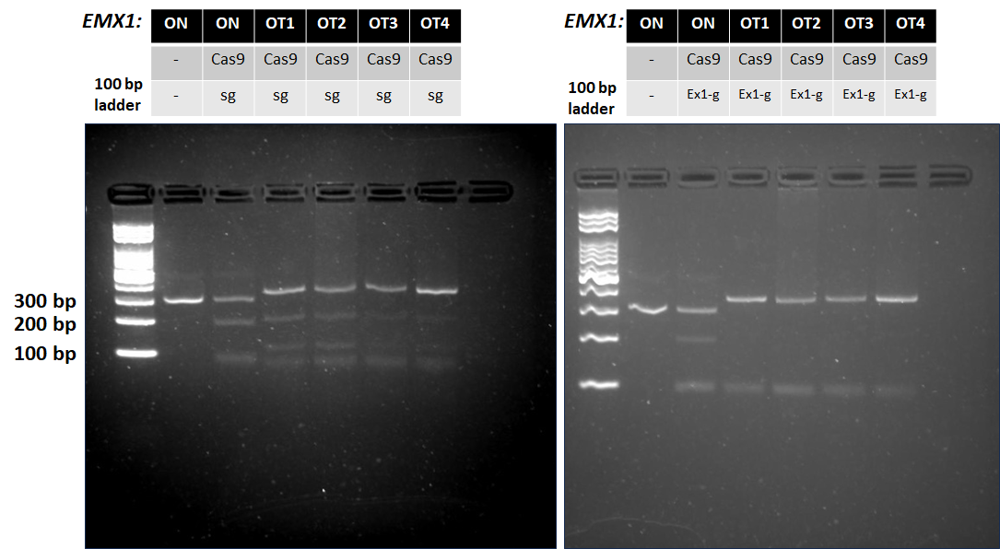 EMX1: ON ON OT1 OT2 OT3 OT4
- Cas9 Cas9 Cas9 Cas9 Cas9
100 bp ladder - sg sg sg sg sg
300 bp
200 bp
100 bp
EMX1: ON ON OT1 OT2 OT3 OT4
- Cas9 Cas9 Cas9 Cas9 Cas9
100 bp ladder - Ex1-g Ex1-g Ex1-g Ex1-g Ex1-g